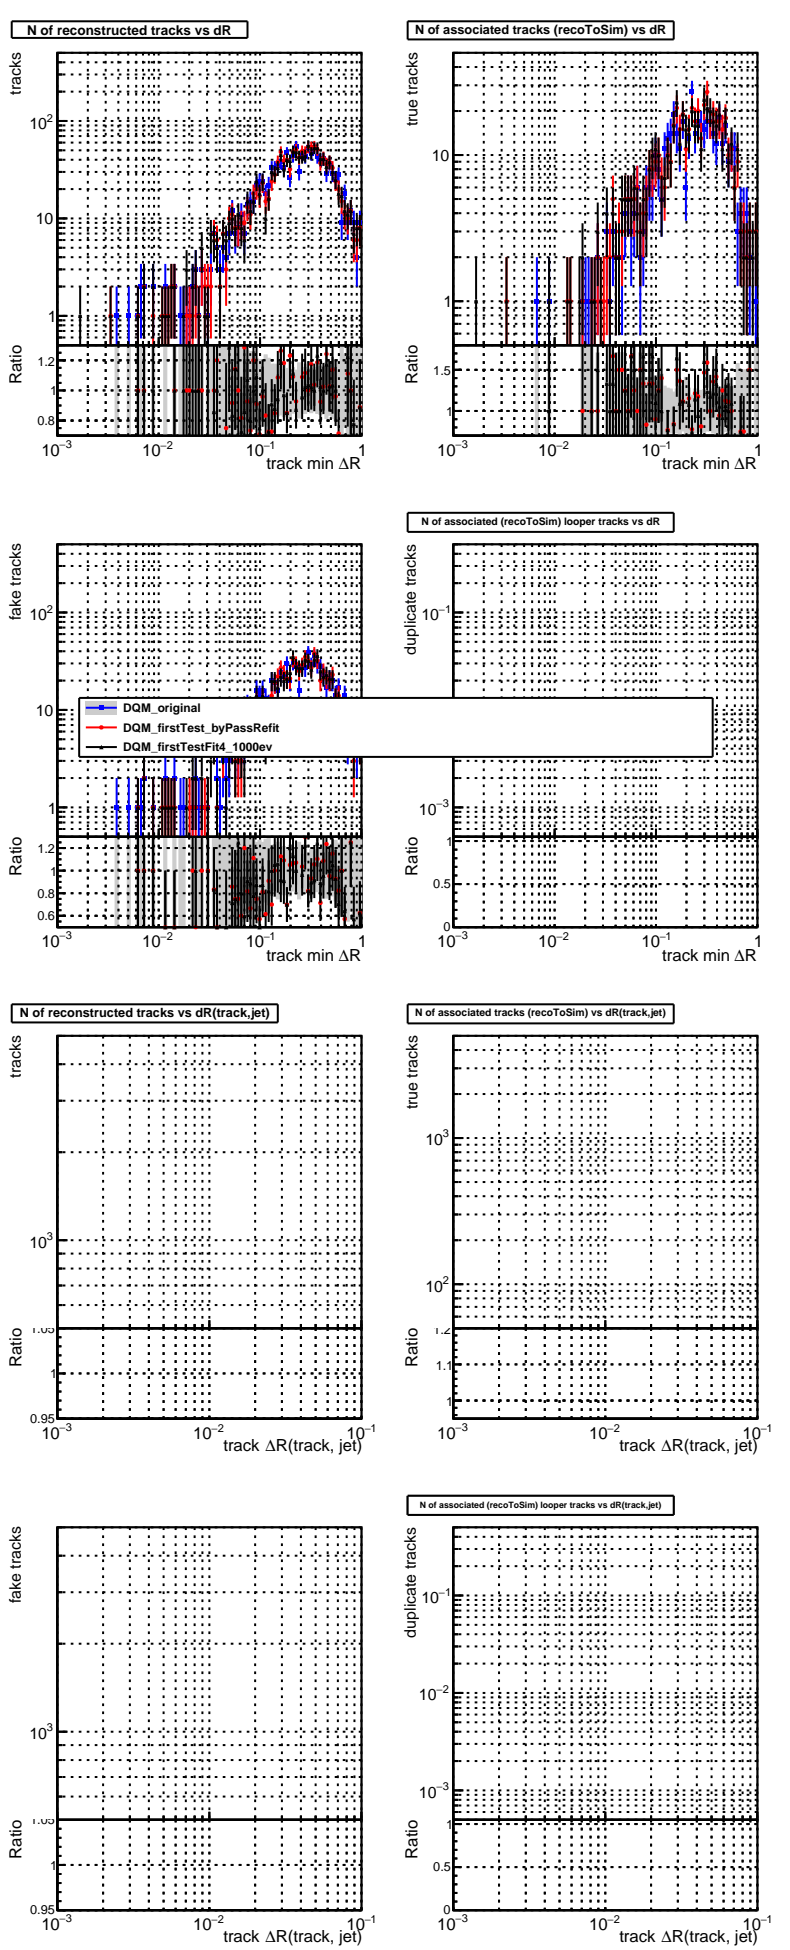 N of reconstructed tracks vs dR
tracks
10²
10
1
Ratio
1.2
1
0.8
10⁻³ 10⁻² 10⁻¹ 1
track min ΔR
N of associated tracks (recoToSim) vs dR
true tracks
10
1
Ratio
1.5
1
10⁻³ 10⁻² 10⁻¹ 1
track min ΔR
fake tracks
10²
10
1
Ratio
1.2
1
0.8
0.6
10⁻³ 10⁻² 10⁻¹ 1
track min ΔR
N of associated (recoToSim) looper tracks vs dR
duplicate tracks
10⁻¹
10⁻³
Ratio
1
0.5
0
10⁻³ 10⁻² 10⁻¹ 1
track min ΔR
DQM_original
DQM_firstTest_byPassRefit
DQM_firstTestFit4_1000ev
N of reconstructed tracks vs dR(track,jet)
tracks
10³
Ratio
1.05
1
0.95
10⁻³ 10⁻² 10⁻¹
track ΔR(track, jet)
N of associated tracks (recoToSim) vs dR(track,jet)
true tracks
10³
10²
Ratio
1.2
1.1
1
10⁻³ 10⁻² 10⁻¹
track ΔR(track, jet)
fake tracks
10³
Ratio
1.05
1
0.95
10⁻³ 10⁻² 10⁻¹
track ΔR(track, jet)
N of associated (recoToSim) looper tracks vs dR(track,jet)
duplicate tracks
10⁻¹
10⁻²
10⁻³
Ratio
1
0.5
0
10⁻³ 10⁻² 10⁻¹
track ΔR(track, jet)